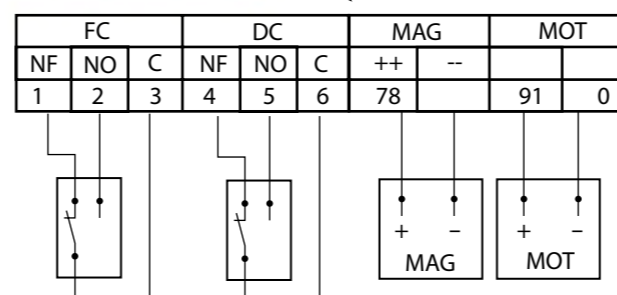 FC DC MAG MOT
NF NO C NF NO C ++ --
1 2 3 4 5 6 78 91 0
+ – + –
MAG MOT